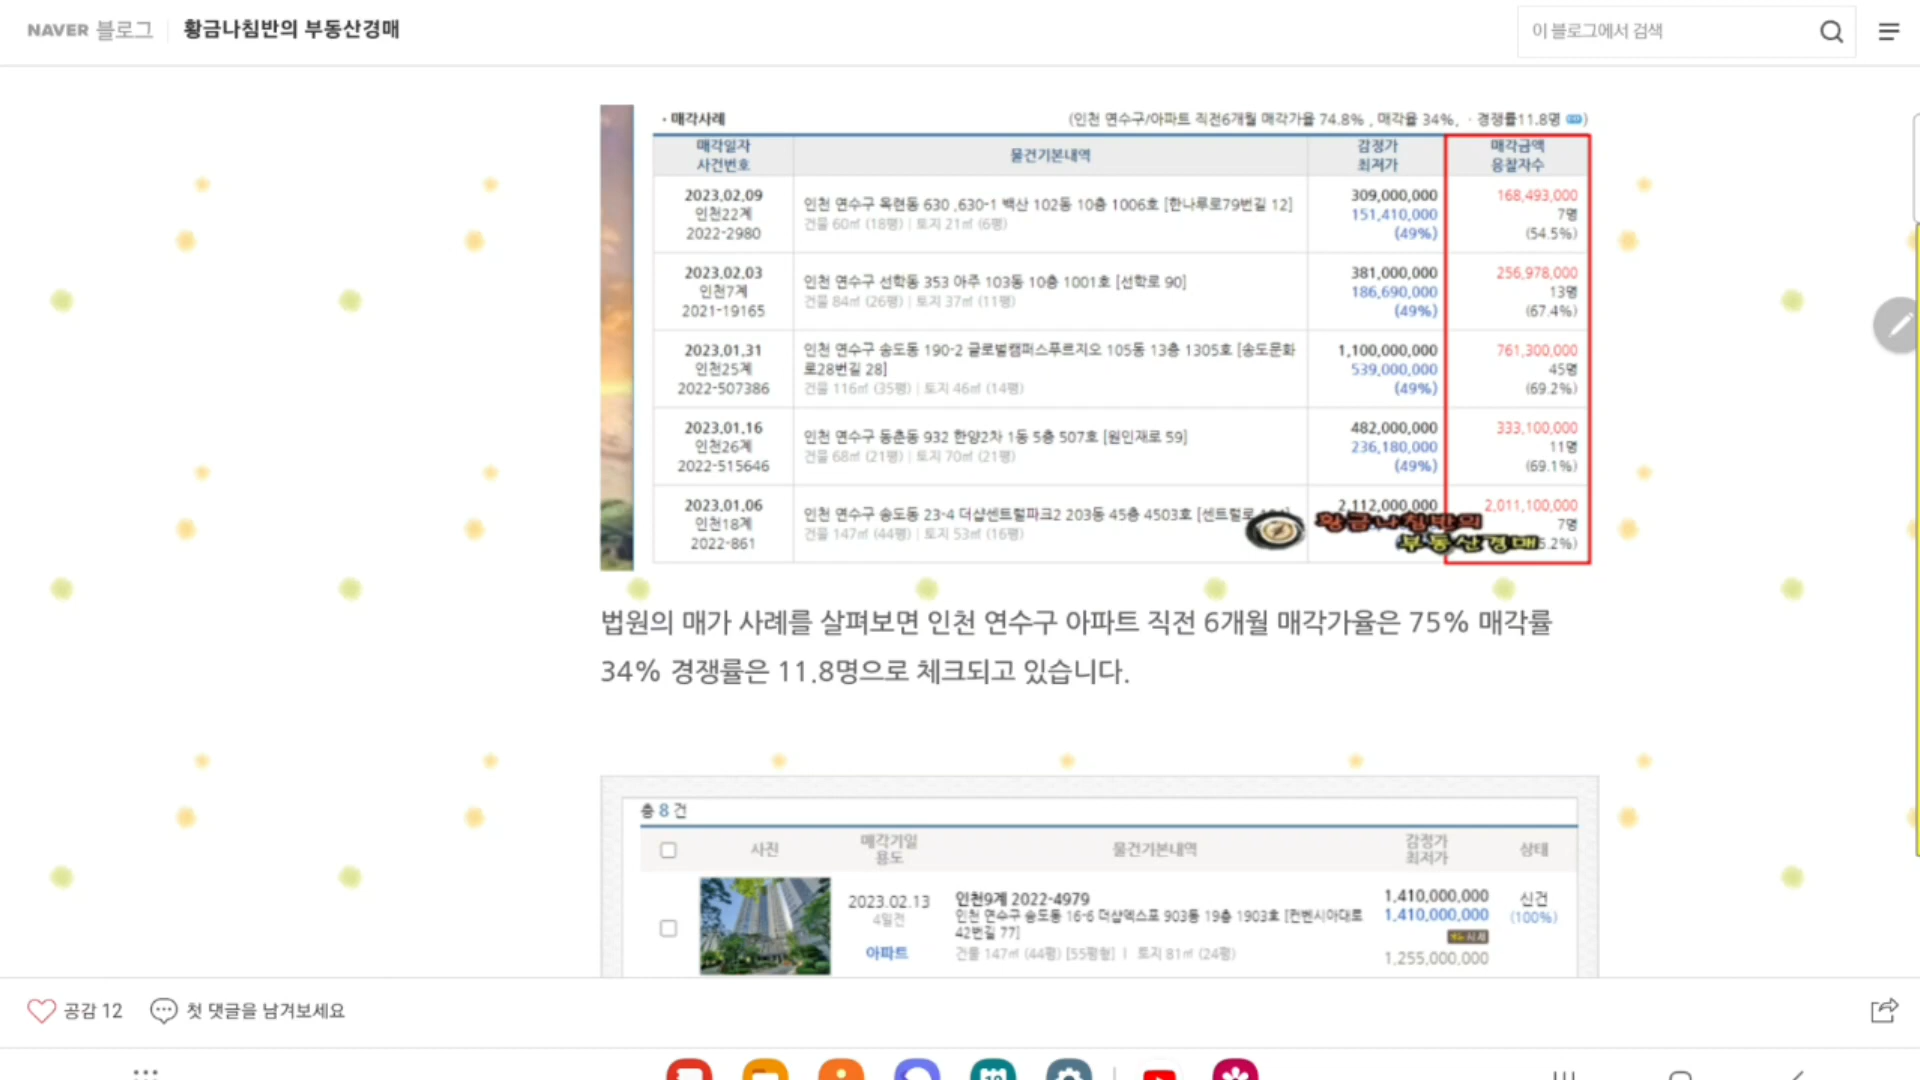 NAVER 블로그 황금나침반의 부동산경매
이 블로그에서 검색
· 매각사례 (인천 연수구/아파트 직전6개월 매각가율 74.8% , 매각율 34%, · 경쟁률11.8명 )
매각일자
사건번호
물건기본내역
감정가
최저가
매각금액
응찰자수
2023.02.09
인천22계
2022-2980
인천 연수구 옥련동 630 ,630-1 백산 102동 10층 1006호 [한나루로79번길 12]
건물 60㎡ (18평) | 토지 21㎡ (6평)
309,000,000
151,410,000
(49%)
168,493,000
7명
(54.5%)
2023.02.03
인천7계
2021-19165
인천 연수구 선학동 353 아주 103동 10층 1001호 [선학로 90]
건물 84㎡ (26평) | 토지 37㎡ (11평)
381,000,000
186,690,000
(49%)
256,978,000
13명
(67.4%)
2023.01.31
인천25계
2022-507386
인천 연수구 송도동 190-2 글로벌캠퍼스푸르지오 105동 13층 1305호 [송도문화
로28번길 28]
건물 116㎡ (35평) | 토지 46㎡ (14평)
1,100,000,000
539,000,000
(49%)
761,300,000
45명
(69.2%)
2023.01.16
인천26계
2022-515646
인천 연수구 동춘동 932 한양2차 1동 5층 507호 [원인재로 59]
건물 68㎡ (21평) | 토지 70㎡ (21평)
482,000,000
236,180,000
(49%)
333,100,000
11명
(69.1%)
2023.01.06
인천18계
2022-861
인천 연수구 송도동 23-4 더샵센트럴파크2 203동 45층 4503호 [센트럴로
건물 147㎡ (44평) | 토지 53㎡ (16평)
2,112,000,000
2,011,100,000
7명
5.2%)
황금나침반의
부동산경매
법원의 매가 사례를 살펴보면 인천 연수구 아파트 직전 6개월 매각가율은 75% 매각률
34% 경쟁률은 11.8명으로 체크되고 있습니다.
총 8 건
사진
매각기일
용도
물건기본내역
감정가
최저가
상태
2023.02.13
4일전
아파트
인천9계 2022-4979
인천 연수구 송도동 16-6 더샵엑스포 903동 19층 1903호 [컨벤시아대로
42번길 77]
건물 147㎡ (44평) [55평형] | 토지 81㎡ (24평)
1,410,000,000
1,410,000,000
1,255,000,000
신건
(100%)
공감 12 첫 댓글을 남겨보세요